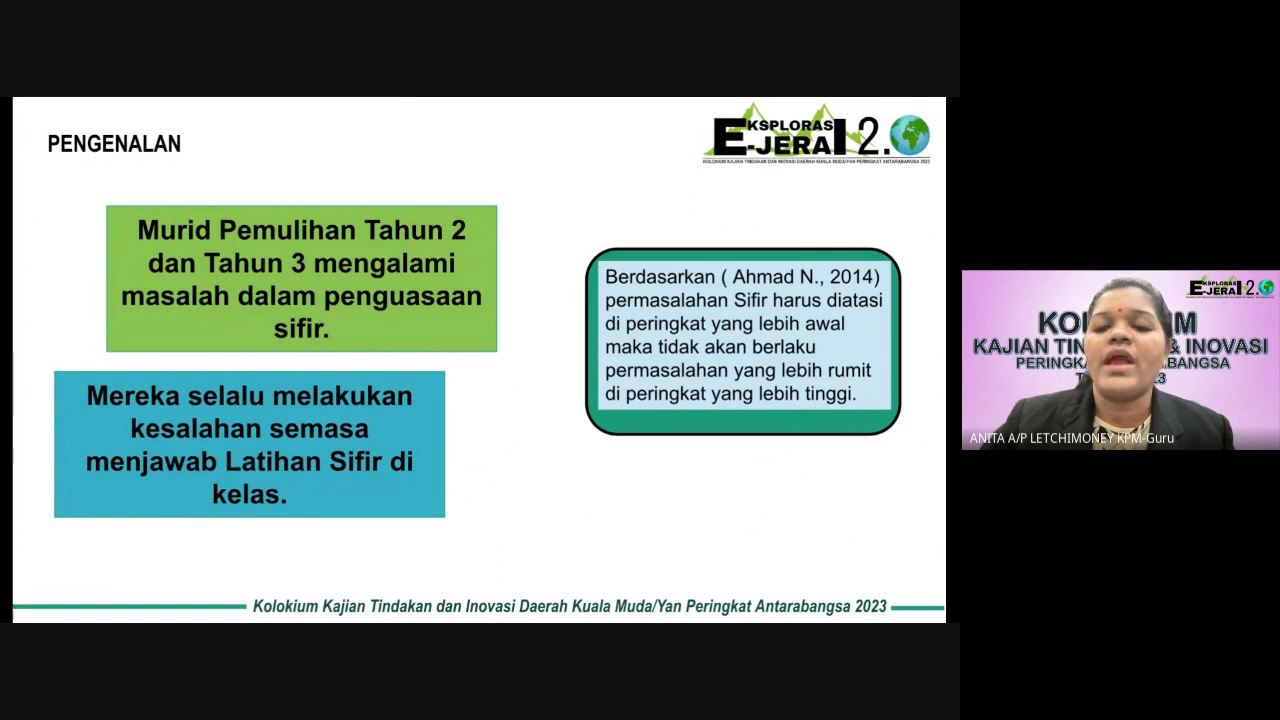 PENGENALAN
EKSPLORASI
E-JERAI 2.0
KOLOKIUM KAJIAN TINDAKAN DAN INOVASI DAERAH KUALA MUDA/YAN PERINGKAT ANTARABANGSA 2023
Murid Pemulihan Tahun 2
dan Tahun 3 mengalami
masalah dalam penguasaan
sifir.
Mereka selalu melakukan
kesalahan semasa
menjawab Latihan Sifir di
kelas.
Berdasarkan ( Ahmad N., 2014)
permasalahan Sifir harus diatasi
di peringkat yang lebih awal
maka tidak akan berlaku
permasalahan yang lebih rumit
di peringkat yang lebih tinggi.
Kolokium Kajian Tindakan dan Inovasi Daerah Kuala Muda/Yan Peringkat Antarabangsa 2023
EKSPLORASI
E-JERAI 2.0
KAJIAN & INOVASI
ANITA A/P LETCHIMONEY KPM-Guru